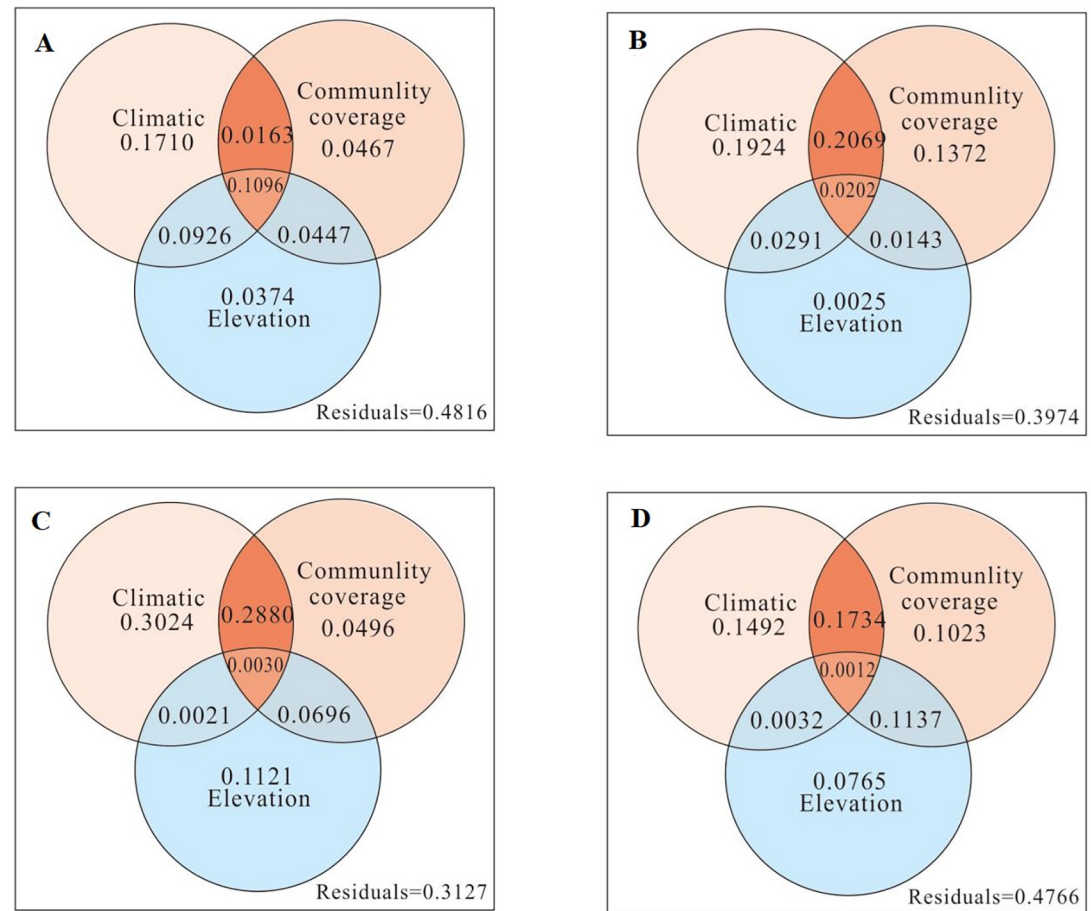 A
Climatic
0.1710
0.0163
Communlity
coverage
0.0467
0.1096
0.0926
0.0447
0.0374
Elevation
Residuals=0.4816
B
Climatic
0.1924
0.2069
Communlity
coverage
0.1372
0.0202
0.0291
0.0143
0.0025
Elevation
Residuals=0.3974
C
Climatic
0.3024
0.2880
Communlity
coverage
0.0496
0.0030
0.0021
0.0696
0.1121
Elevation
Residuals=0.3127
D
Climatic
0.1492
0.1734
Communlity
coverage
0.1023
0.0012
0.0032
0.1137
0.0765
Elevation
Residuals=0.4766